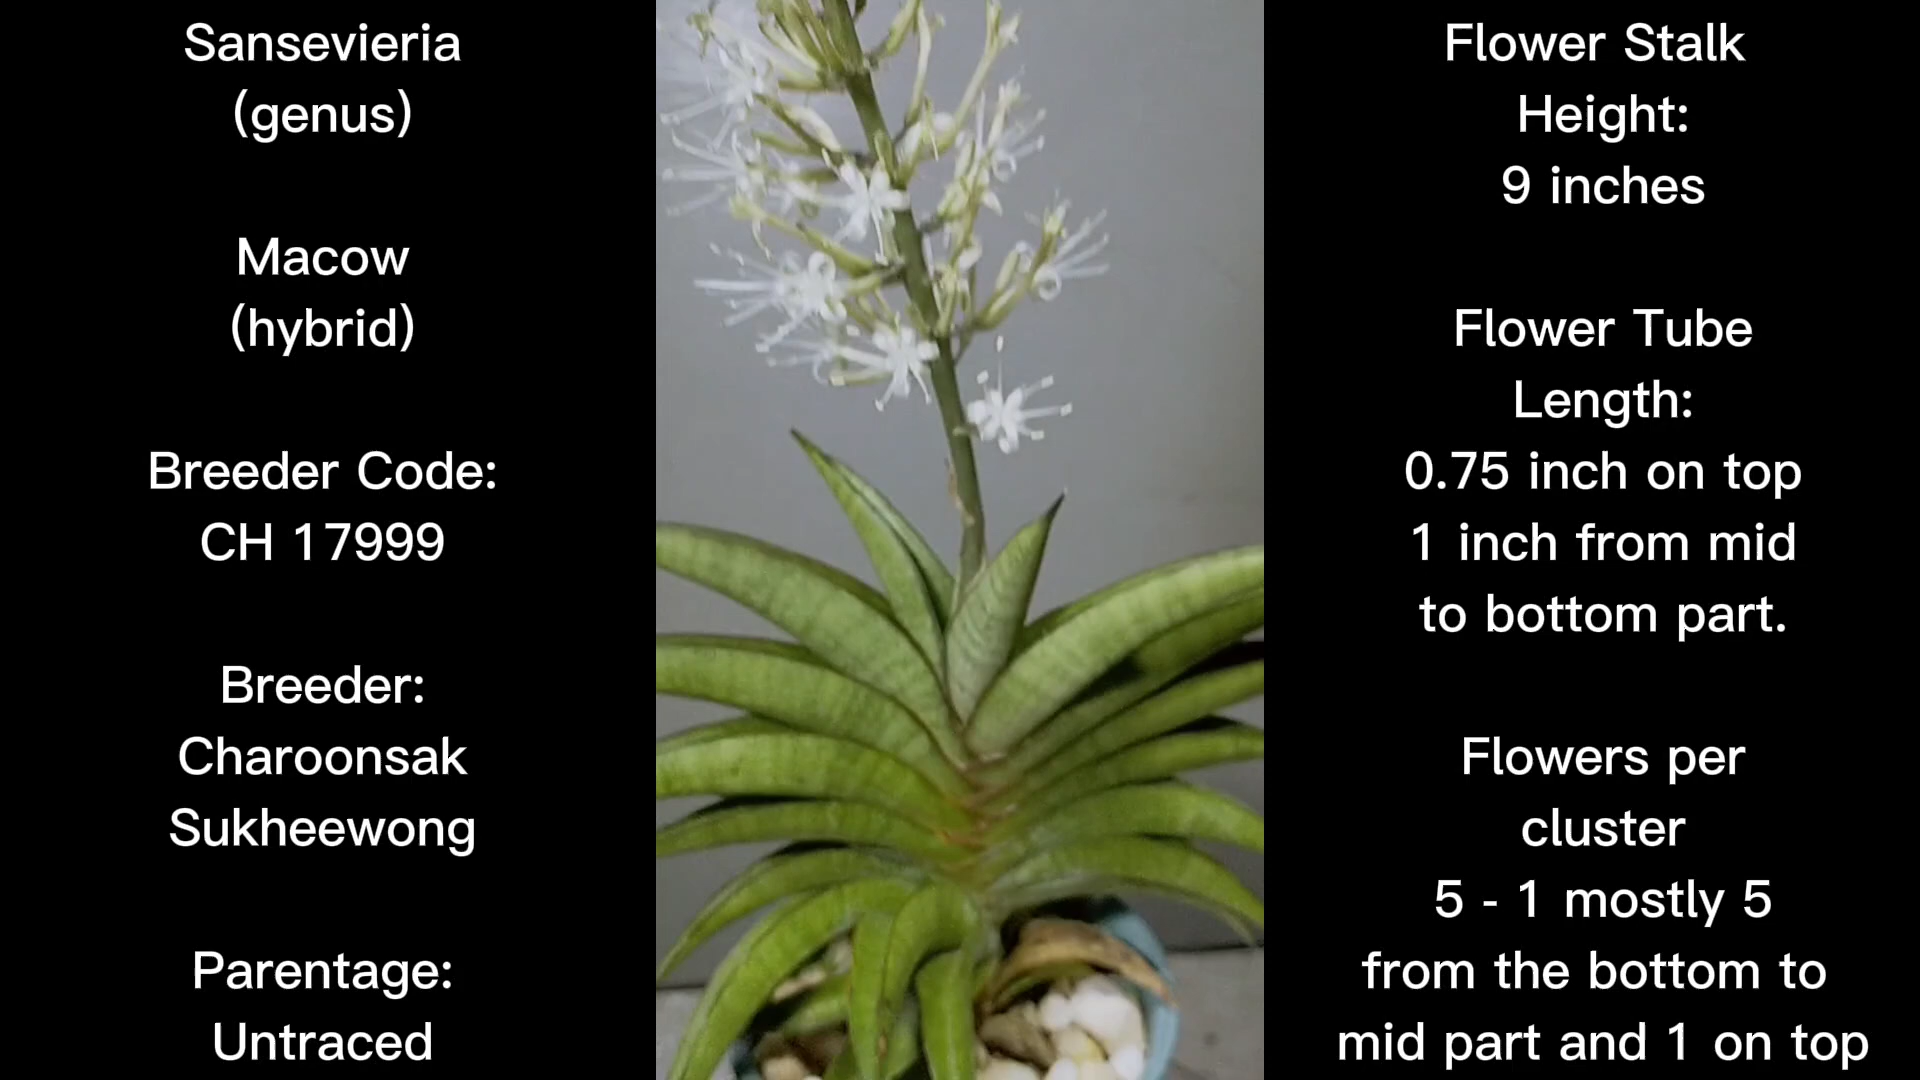 Sansevieria
(genus)
Macow
(hybrid)
Breeder Code:
CH 17999
Breeder:
Charoonsak
Sukheewong
Parentage:
Untraced
Flower Stalk
Height:
9 inches
Flower Tube
Length:
0.75 inch on top
1 inch from mid
to bottom part.
Flowers per
cluster
5 - 1 mostly 5
from the bottom to
mid part and 1 on top